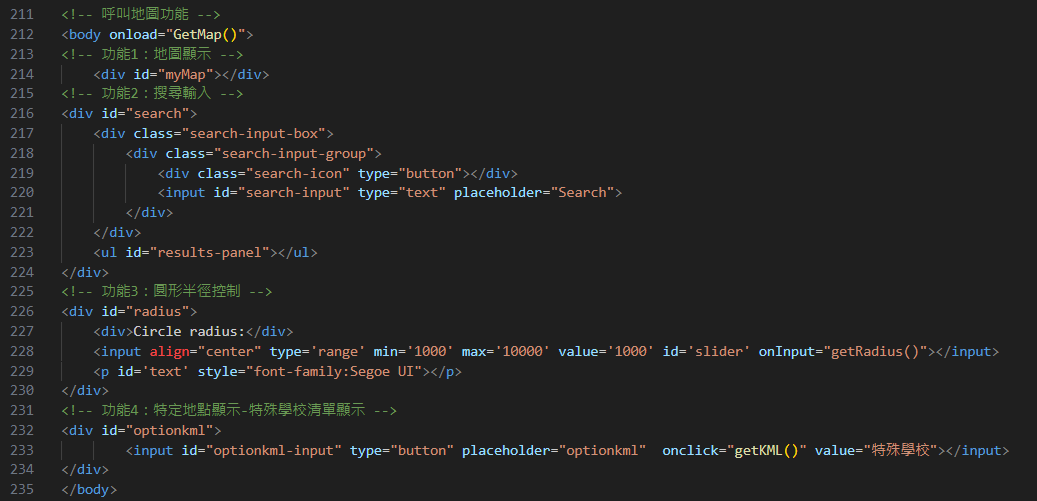 211 <!-- 呼叫地圖功能 -->
212 <body onload="GetMap()">
213 <!-- 功能1：地圖顯示 -->
214     <div id="myMap"></div>
215 <!-- 功能2：搜尋輸入 -->
216 <div id="search">
217     <div class="search-input-box">
218         <div class="search-input-group">
219             <div class="search-icon" type="button"></div>
220             <input id="search-input" type="text" placeholder="Search">
221         </div>
222     </div>
223     <ul id="results-panel"></ul>
224 </div>
225 <!-- 功能3：圓形半徑控制 -->
226 <div id="radius">
227     <div>Circle radius:</div>
228     <input align="center" type='range' min='1000' max='10000' value='1000' id='slider' onInput="getRadius()"></input>
229     <p id='text' style="font-family:Segoe UI"></p>
230 </div>
231 <!-- 功能4：特定地點顯示-特殊學校清單顯示 -->
232 <div id="optionkml">
233         <input id="optionkml-input" type="button" placeholder="optionkml"  onclick="getKML()" value="特殊學校"></input>
234 </div>
235 </body>